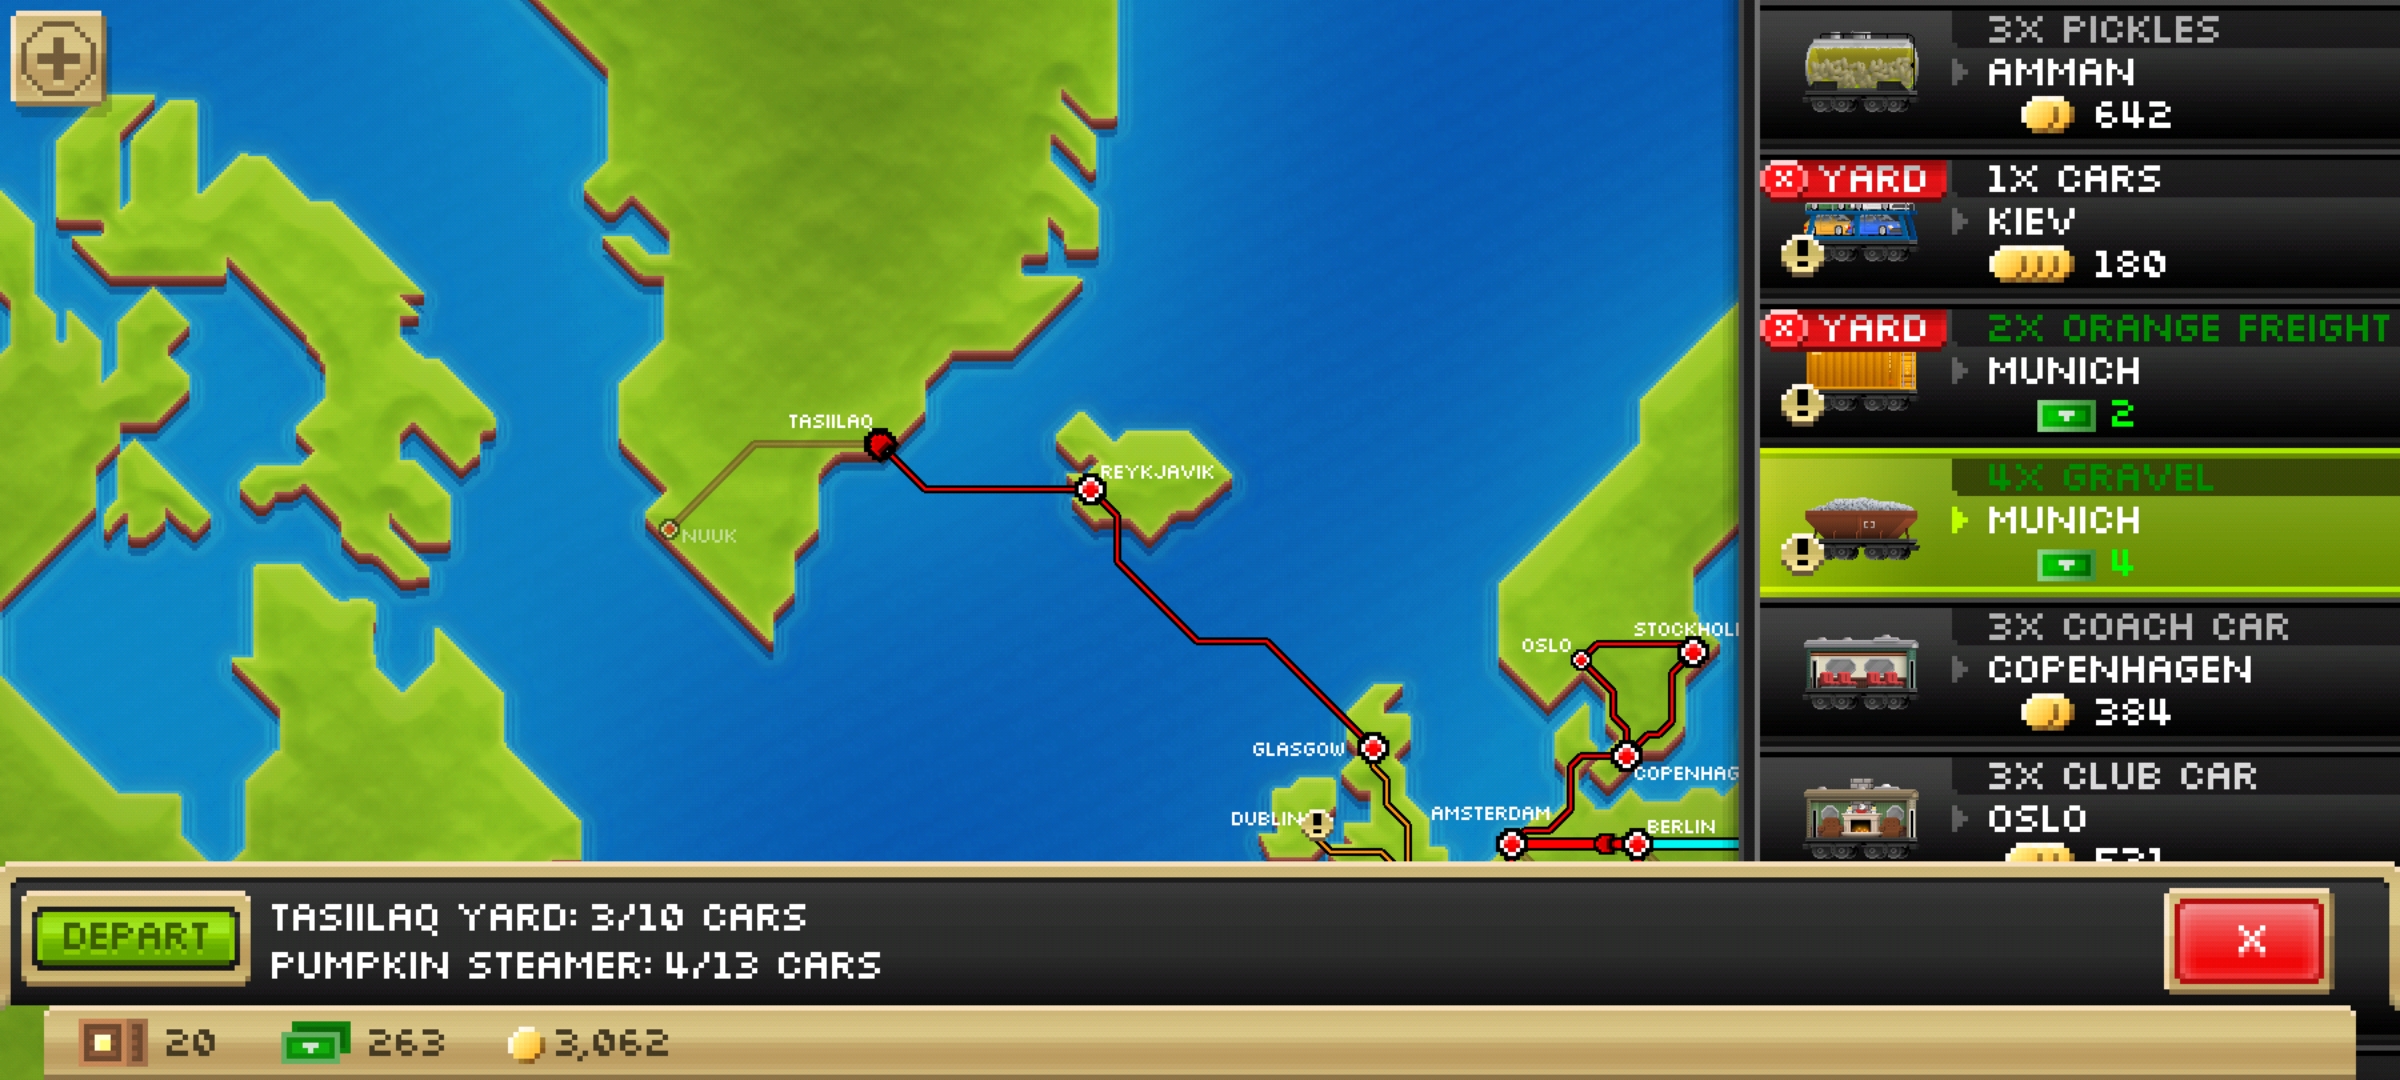 3X PICKLES
AMMAN
642
YARD
1X CARS
KIEV
180
YARD
2X ORANGE FREIGHT
MUNICH
2
4X GRAVEL
MUNICH
4
3X COACH CAR
COPENHAGEN
384
3X CLUB CAR
OSLO
TASIILAQ
REYKJAVIK
NUUK
OSLO
STOCKHOL
GLASGOW
COPENHAG
DUBLIN
AMSTERDAM
BERLIN
DEPART
TASIILAQ YARD: 3/10 CARS
PUMPKIN STEAMER: 4/13 CARS
X
20
263
3,062